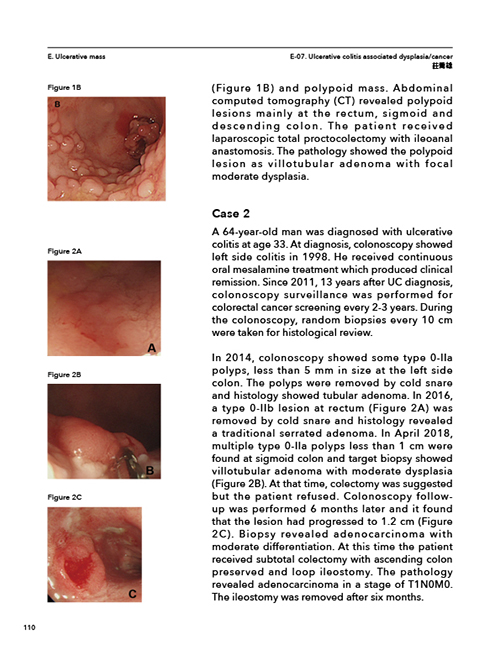 E. Ulcerative mass
E-07. Ulcerative colitis associated dysplasia/cancer
莊喬雄
Figure 1B
B
(Figure 1B) and polypoid mass. Abdominal
computed tomography (CT) revealed polypoid
lesions mainly at the rectum, sigmoid and
descending colon. The patient received
laparoscopic total proctocolectomy with ileoanal
anastomosis. The pathology showed the polypoid
lesion as villotubular adenoma with focal
moderate dysplasia.
Case 2
A 64-year-old man was diagnosed with ulcerative
colitis at age 33. At diagnosis, colonoscopy showed
left side colitis in 1998. He received continuous
oral mesalamine treatment which produced clinical
remission. Since 2011, 13 years after UC diagnosis,
colonoscopy surveillance was performed for
colorectal cancer screening every 2-3 years. During
the colonoscopy, random biopsies every 10 cm
were taken for histological review.
Figure 2A
A
In 2014, colonoscopy showed some type 0-IIa
polyps, less than 5 mm in size at the left side
colon. The polyps were removed by cold snare
and histology showed tubular adenoma. In 2016,
a type 0-IIb lesion at rectum (Figure 2A) was
removed by cold snare and histology revealed
a traditional serrated adenoma. In April 2018,
multiple type 0-IIa polyps less than 1 cm were
found at sigmoid colon and target biopsy showed
villotubular adenoma with moderate dysplasia
(Figure 2B). At that time, colectomy was suggested
but the patient refused. Colonoscopy follow-
up was performed 6 months later and it found
that the lesion had progressed to 1.2 cm (Figure
2C). Biopsy revealed adenocarcinoma with
moderate differentiation. At this time the patient
received subtotal colectomy with ascending colon
preserved and loop ileostomy. The pathology
revealed adenocarcinoma in a stage of T1N0M0.
The ileostomy was removed after six months.
Figure 2B
B
Figure 2C
C
110